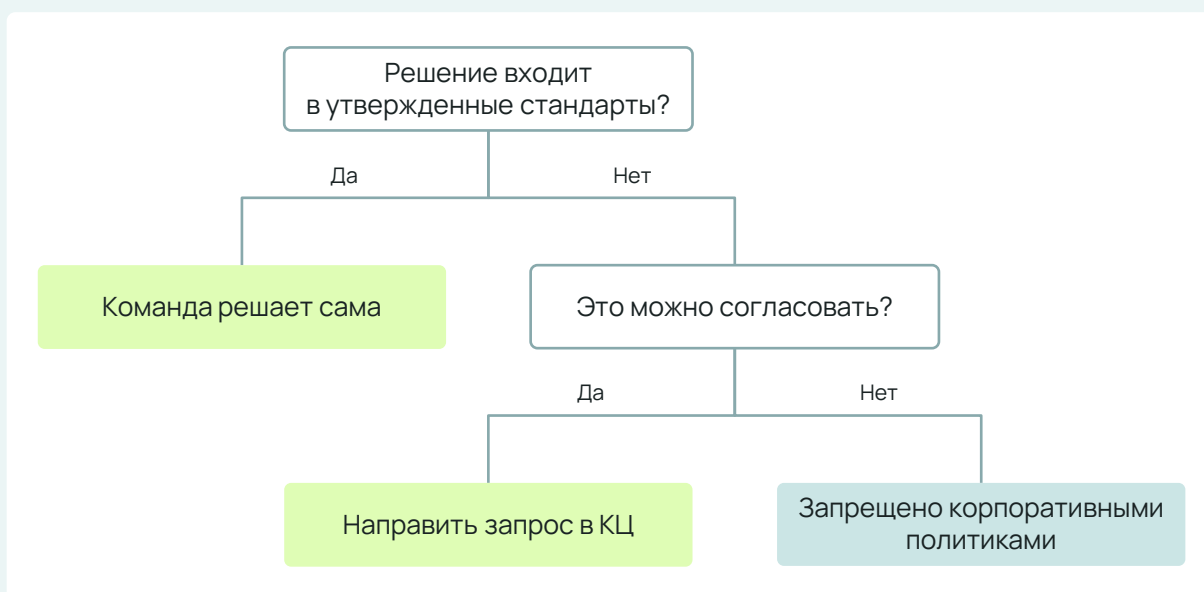 Решение входит
в утвержденные стандарты?
Да
Нет
Команда решает сама
Это можно согласовать?
Да
Нет
Направить запрос в КЦ
Запрещено корпоративными
политиками